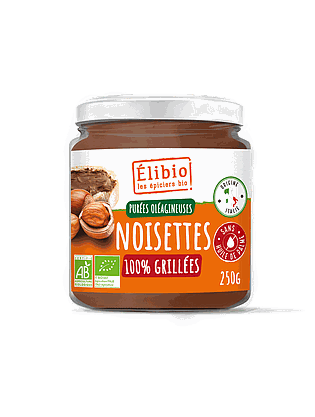 Élibio
les épiciers bio
PURÉES OLÉAGINEUSES
NOISETTES
100% GRILLÉES
250G
ORIGINE
ITALIE
SANS
HUILE DE PALME
AB